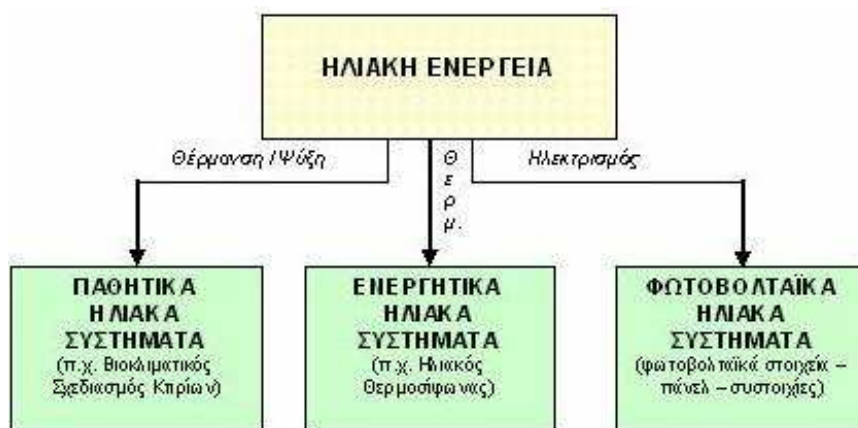 ΗΛΙΑΚΗ ΕΝΕΡΓΕΙΑ
Θέρμανση / Ψύξη
Θερμ.
Ηλεκτρισμός
ΠΑΘΗΤΙΚΑ
ΗΛΙΑΚΑ
ΣΥΣΤΗΜΑΤΑ
(π.χ. Βιοκλιματικός
Σχεδιασμός Κτιρίων)
ΕΝΕΡΓΗΤΙΚΑ
ΗΛΙΑΚΑ
ΣΥΣΤΗΜΑΤΑ
(π.χ. Ηλιακός
Θερμοσίφωνας)
ΦΩΤΟΒΟΛΤΑΪΚΑ
ΗΛΙΑΚΑ
ΣΥΣΤΗΜΑΤΑ
(φωτοβολταϊκά στοιχεία –
πάνελ – συστοιχίες)